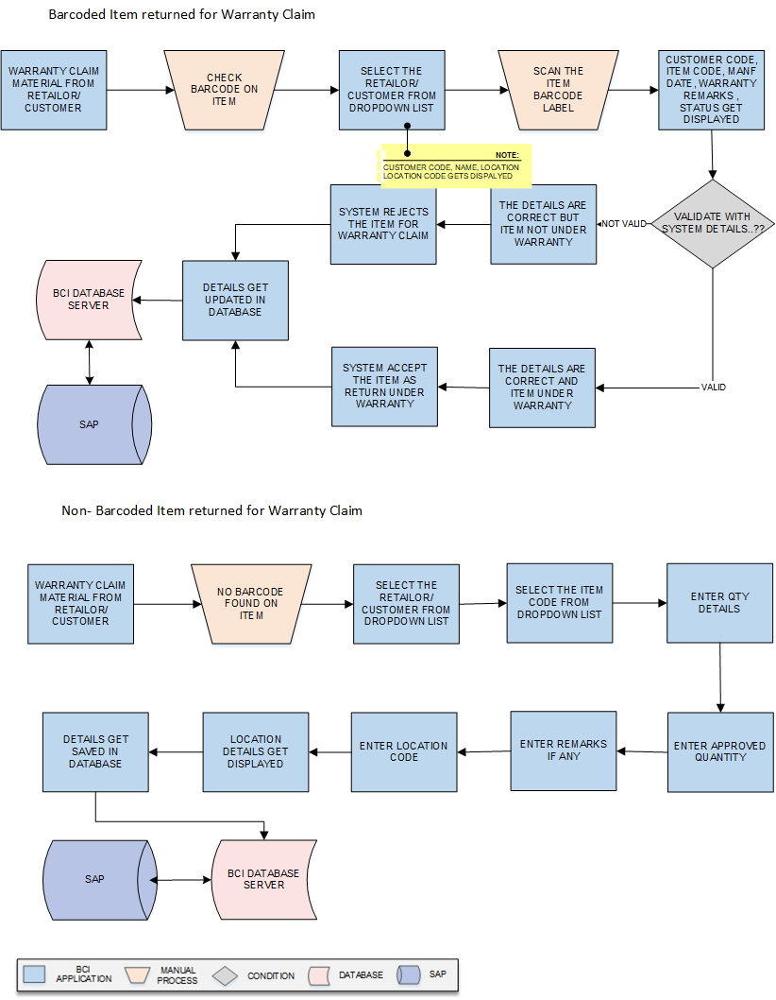 Barcoded Item returned for Warranty Claim
WARRANTY CLAIM
MATERIAL FROM
RETAILOR/
CUSTOMER
CHECK
BARCODE ON
ITEM
SELECT THE
RETAILOR/
CUSTOMER FROM
DROPDOWN LIST
SCAN THE
ITEM
BARCODE
LABEL
CUSTOMER CODE,
ITEM CODE, MANF
DATE, WARRANTY
REMARKS ,
STATUS GET
DISPLAYED
NOTE:
CUSTOMER CODE, NAME, LOCATION
LOCATION CODE GETS DISPALYED
VALIDATE WITH
SYSTEM DETAILS..??
NOT VALID
THE DETAILS ARE
CORRECT BUT
ITEM NOT UNDER
WARRANTY
SYSTEM REJECTS
THE ITEM FOR
WARRANTY CLAIM
DETAILS GET
UPDATED IN
DATABASE
BCI DATABASE
SERVER
VALID
THE DETAILS ARE
CORRECT AND
ITEM UNDER
WARRANTY
SYSTEM ACCEPT
THE ITEM AS
RETURN UNDER
WARRANTY
SAP
Non- Barcoded Item returned for Warranty Claim
WARRANTY CLAIM
MATERIAL FROM
RETAILOR/
CUSTOMER
NO BARCODE
FOUND ON
ITEM
SELECT THE
RETAILOR/
CUSTOMER FROM
DROPDOWN LIST
SELECT THE ITEM
CODE FROM
DROPDOWN LIST
ENTER QTY
DETAILS
ENTER APPROVED
QUANTITY
ENTER REMARKS
IF ANY
ENTER LOCATION
CODE
LOCATION
DETAILS GET
DISPLAYED
DETAILS GET
SAVED IN
DATABASE
SAP
BCI DATABASE
SERVER
BCI
APPLICATION
MANUAL
PROCESS
CONDITION
DATABASE
SAP